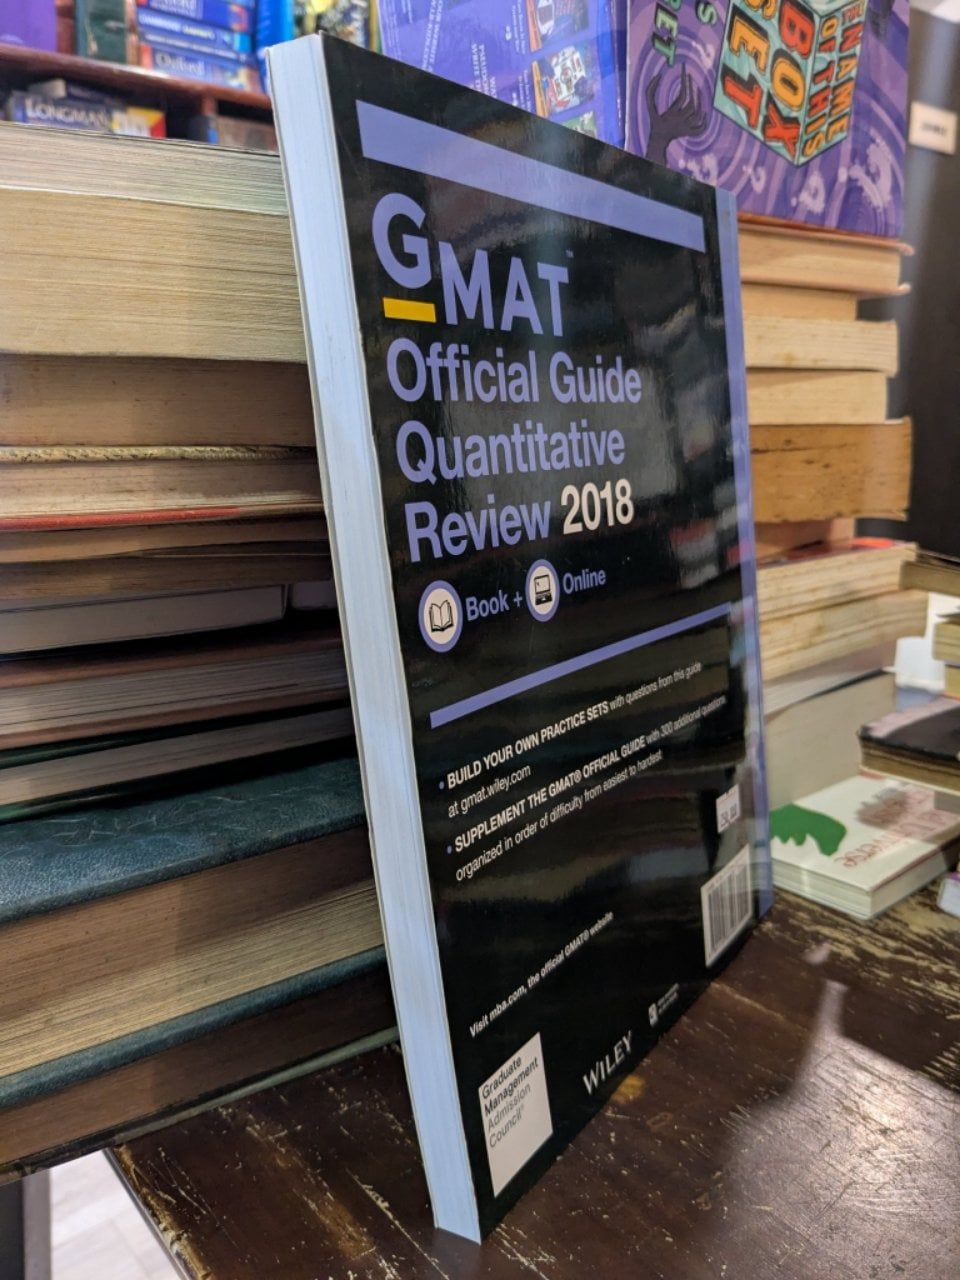 GMAT™
Official Guide
Quantitative
Review 2018
Book + Online
• BUILD YOUR OWN PRACTICE SETS with questions from this guide
at gmat.wiley.com
• SUPPLEMENT THE GMAT® OFFICIAL GUIDE with 300 additional questions
organized in order of difficulty from easiest to hardest
Visit mba.com, the official GMAT® website
Graduate
Management
Admission
Council®
WILEY
LONGMAN
Oxford
THE NAME
OF THIS
BOX
SET